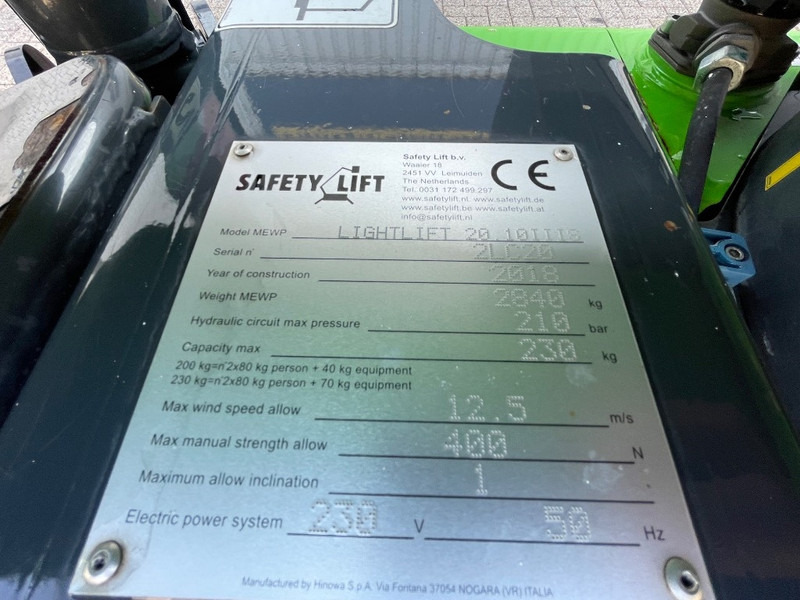 SAFETY LIFT
Safety Lift b.v.
Waaier 18
2451 VV Leimuiden
The Netherlands
Tel. 0031 172 499.297
www.safetylift.nl www.safetylift.de
www.safetylift.be www.safetylift.at
info@safetylift.nl
CE
Model MEWP LIGHTLIFT 20.10IIIS
Serial n° 2LC20
Year of construction 2018
Weight MEWP 2840 kg
Hydraulic circuit max pressure 210 bar
Capacity max 230 kg
200 kg=n°2x80 kg person + 40 kg equipment
230 kg=n°2x80 kg person + 70 kg equipment
Max wind speed allow 12.5 m/s
Max manual strength allow 400 N
Maximum allow inclination 1 °
Electric power system 230 V 50 Hz
Manufactured by Hinowa S.p.A. Via Fontana 37054 NOGARA (VR) ITALIA